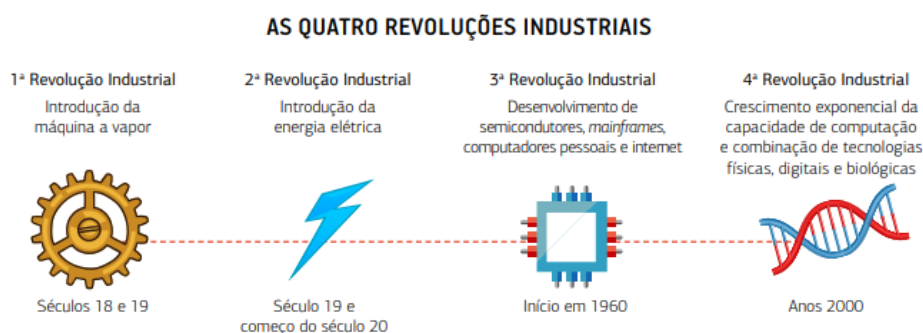 AS QUATRO REVOLUÇÕES INDUSTRIAIS
1ª Revolução Industrial
Introdução da
máquina a vapor
Séculos 18 e 19
2ª Revolução Industrial
Introdução da
energia elétrica
Século 19 e
começo do século 20
3ª Revolução Industrial
Desenvolvimento de
semicondutores, mainframes,
computadores pessoais e internet
Início em 1960
4ª Revolução Industrial
Crescimento exponencial da
capacidade de computação
e combinação de tecnologias
físicas, digitais e biológicas
Anos 2000